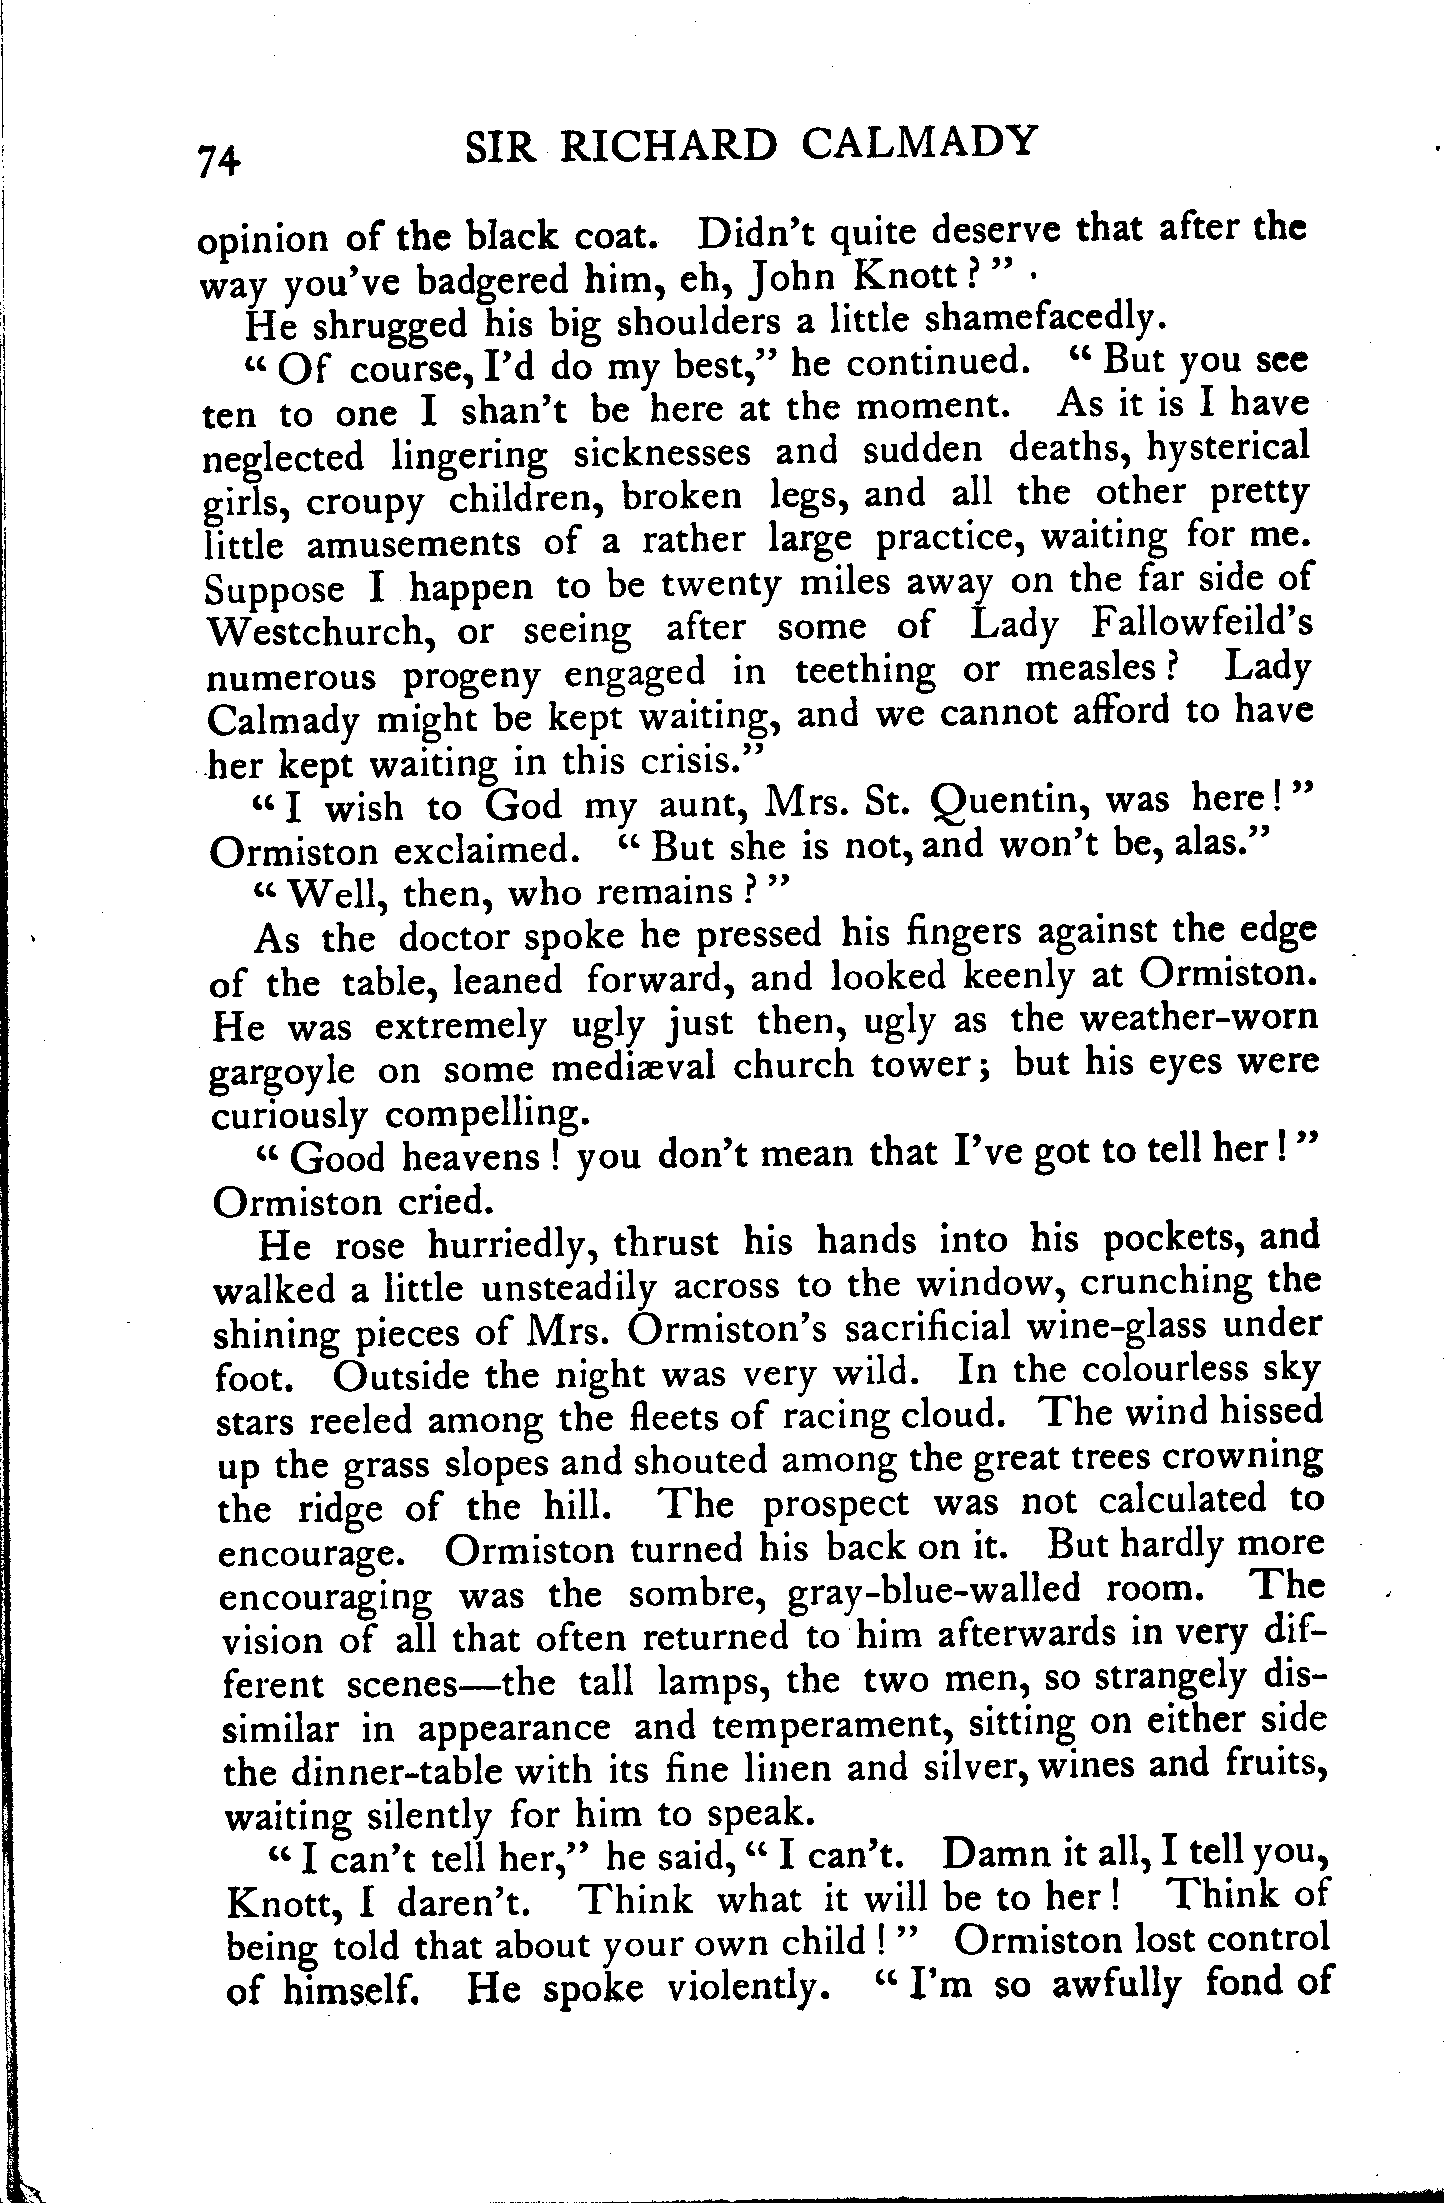 74 SIR RICHARD CALMADY
opinion of the black coat. Didn't quite deserve that after the
way you've badgered him, eh, John Knott?"
He shrugged his big shoulders a little shamefacedly.
"Of course, I'd do my best," he continued. "But you see
ten to one I shan't be here at the moment. As it is I have
neglected lingering sicknesses and sudden deaths, hysterical
girls, croupy children, broken legs, and all the other pretty
little amusements of a rather large practice, waiting for me.
Suppose I happen to be twenty miles away on the far side of
Westchurch, or seeing after some of Lady Fallowfeild's
numerous progeny engaged in teething or measles? Lady
Calmady might be kept waiting, and we cannot afford to have
her kept waiting in this crisis."
"I wish to God my aunt, Mrs. St. Quentin, was here!"
Ormiston exclaimed. "But she is not, and won't be, alas."
"Well, then, who remains?"
As the doctor spoke he pressed his fingers against the edge
of the table, leaned forward, and looked keenly at Ormiston.
He was extremely ugly just then, ugly as the weather-worn
gargoyle on some mediæval church tower; but his eyes were
curiously compelling.
"Good heavens! you don't mean that I've got to tell her!"
Ormiston cried.
He rose hurriedly, thrust his hands into his pockets, and
walked a little unsteadily across to the window, crunching the
shining pieces of Mrs. Ormiston's sacrificial wine-glass under
foot. Outside the night was very wild. In the colourless sky
stars reeled among the fleets of racing cloud. The wind hissed
up the grass slopes and shouted among the great trees crowning
the ridge of the hill. The prospect was not calculated to
encourage. Ormiston turned his back on it. But hardly more
encouraging was the sombre, gray-blue-walled room. The
vision of all that often returned to him afterwards in very dif-
ferent scenes—the tall lamps, the two men, so strangely dis-
similar in appearance and temperament, sitting on either side
the dinner-table with its fine linen and silver, wines and fruits,
waiting silently for him to speak.
"I can't tell her," he said, "I can't. Damn it all, I tell you,
Knott, I daren't. Think what it will be to her! Think of
being told that about your own child!" Ormiston lost control
of himself. He spoke violently. "I'm so awfully fond of